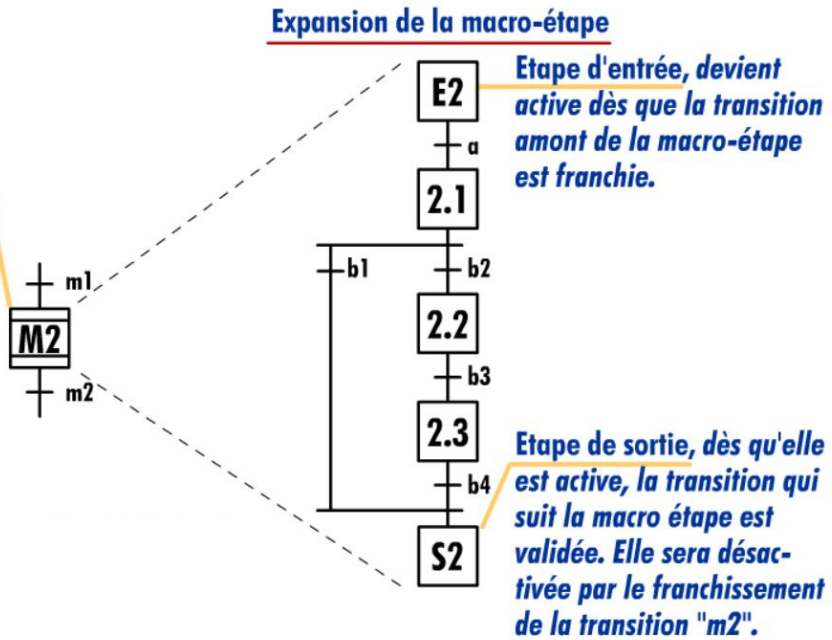 Expansion de la macro-étape
E2
Etape d'entrée, devient
active dès que la transition
amont de la macro-étape
est franchie.
a
2.1
b1
b2
m1
M2
m2
2.2
b3
2.3
b4
S2
Etape de sortie, dès qu'elle
est active, la transition qui
suit la macro étape est
validée. Elle sera désac-
tivée par le franchissement
de la transition "m2".